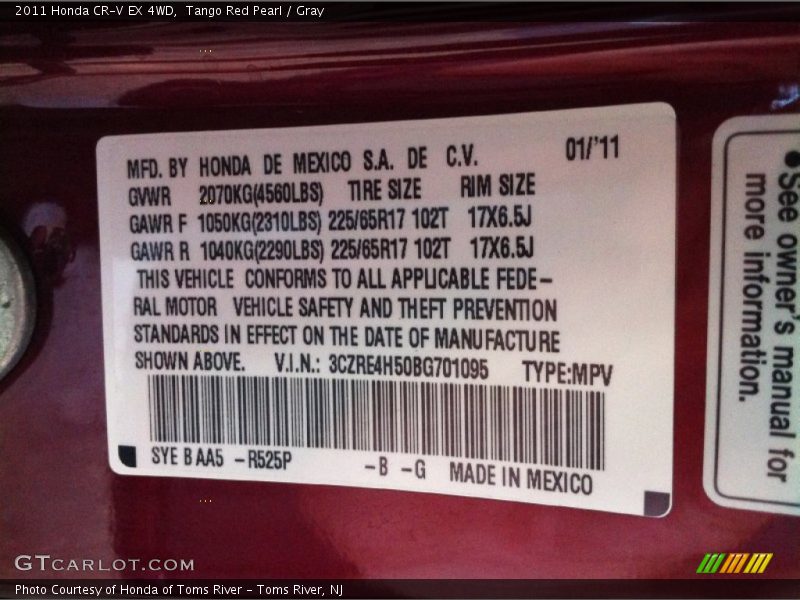 2011 Honda CR-V EX 4WD, Tango Red Pearl / Gray
MFD. BY HONDA DE MEXICO S.A. DE C.V. 01/'11
GVWR 2070KG(4560LBS) TIRE SIZE RIM SIZE
GAWR F 1050KG(2310LBS) 225/65R17 102T 17X6.5J
GAWR R 1040KG(2290LBS) 225/65R17 102T 17X6.5J
THIS VEHICLE CONFORMS TO ALL APPLICABLE FEDE-
RAL MOTOR VEHICLE SAFETY AND THEFT PREVENTION
STANDARDS IN EFFECT ON THE DATE OF MANUFACTURE
SHOWN ABOVE. V.I.N.: 3CZRE4H50BG701095 TYPE:MPV
SYE B AA5 -R525P -B -G MADE IN MEXICO
•See owner's manual for
more information.
GTCARLOT.COM
Photo Courtesy of Honda of Toms River - Toms River, NJ